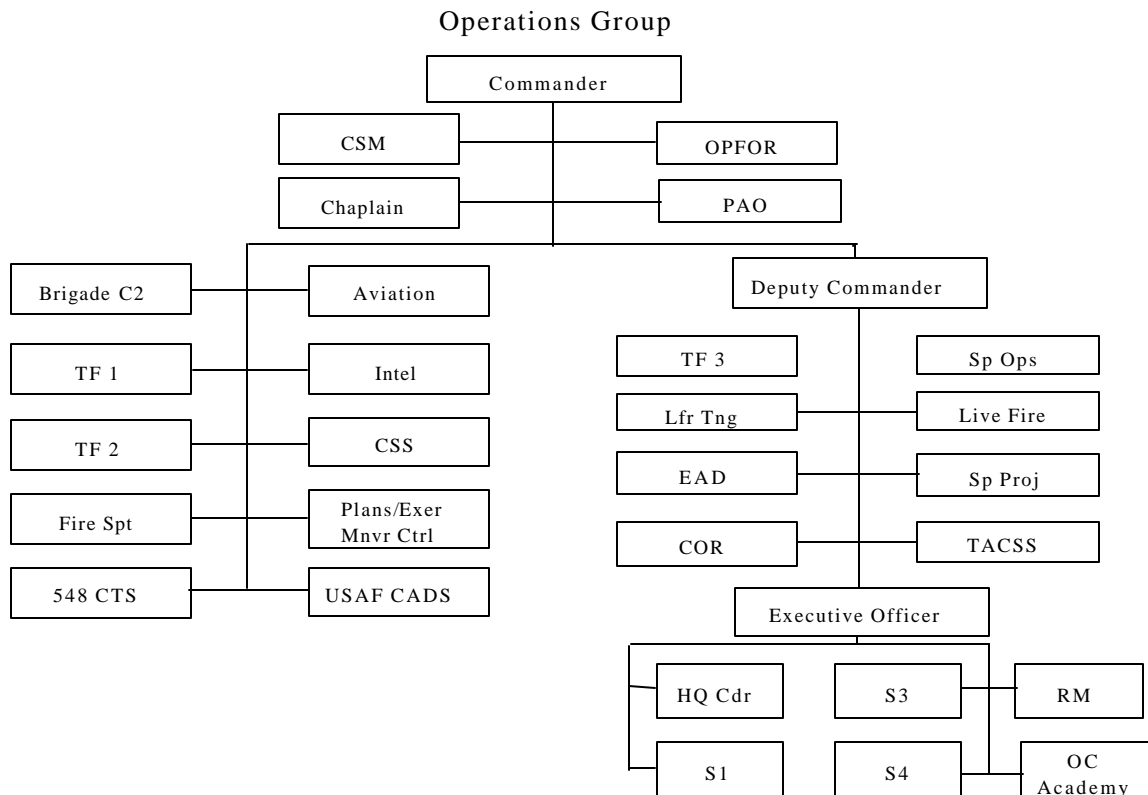 Operations Group
Commander
CSM
OPFOR
Chaplain
PAO
Brigade C2
Aviation
Deputy Commander
TF 1
Intel
TF 3
Sp Ops
Lfr Tng
Live Fire
TF 2
CSS
EAD
Sp Proj
Fire Spt
Plans/Exer
Mnvr Ctrl
COR
TACSS
548 CTS
USAF CADS
Executive Officer
HQ Cdr
S3
RM
S1
S4
OC
Academy